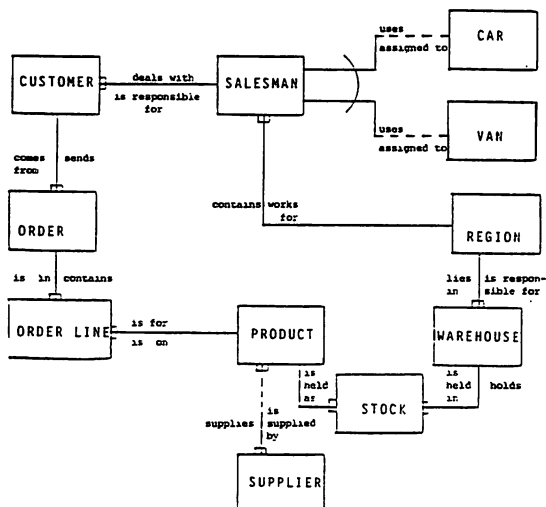 uses
assigned to
CAR
CUSTOMER
deals with
is responsible
for
SALESMAN
uses
assigned to
VAN
comes sends
from
contains works
for
ORDER
REGION
is in contains
lies is respon-
in sible for
ORDER LINE
is for
is on
PRODUCT
WAREHOUSE
is
held
as
is
held
in
holds
STOCK
supplies
is
supplied
by
SUPPLIER